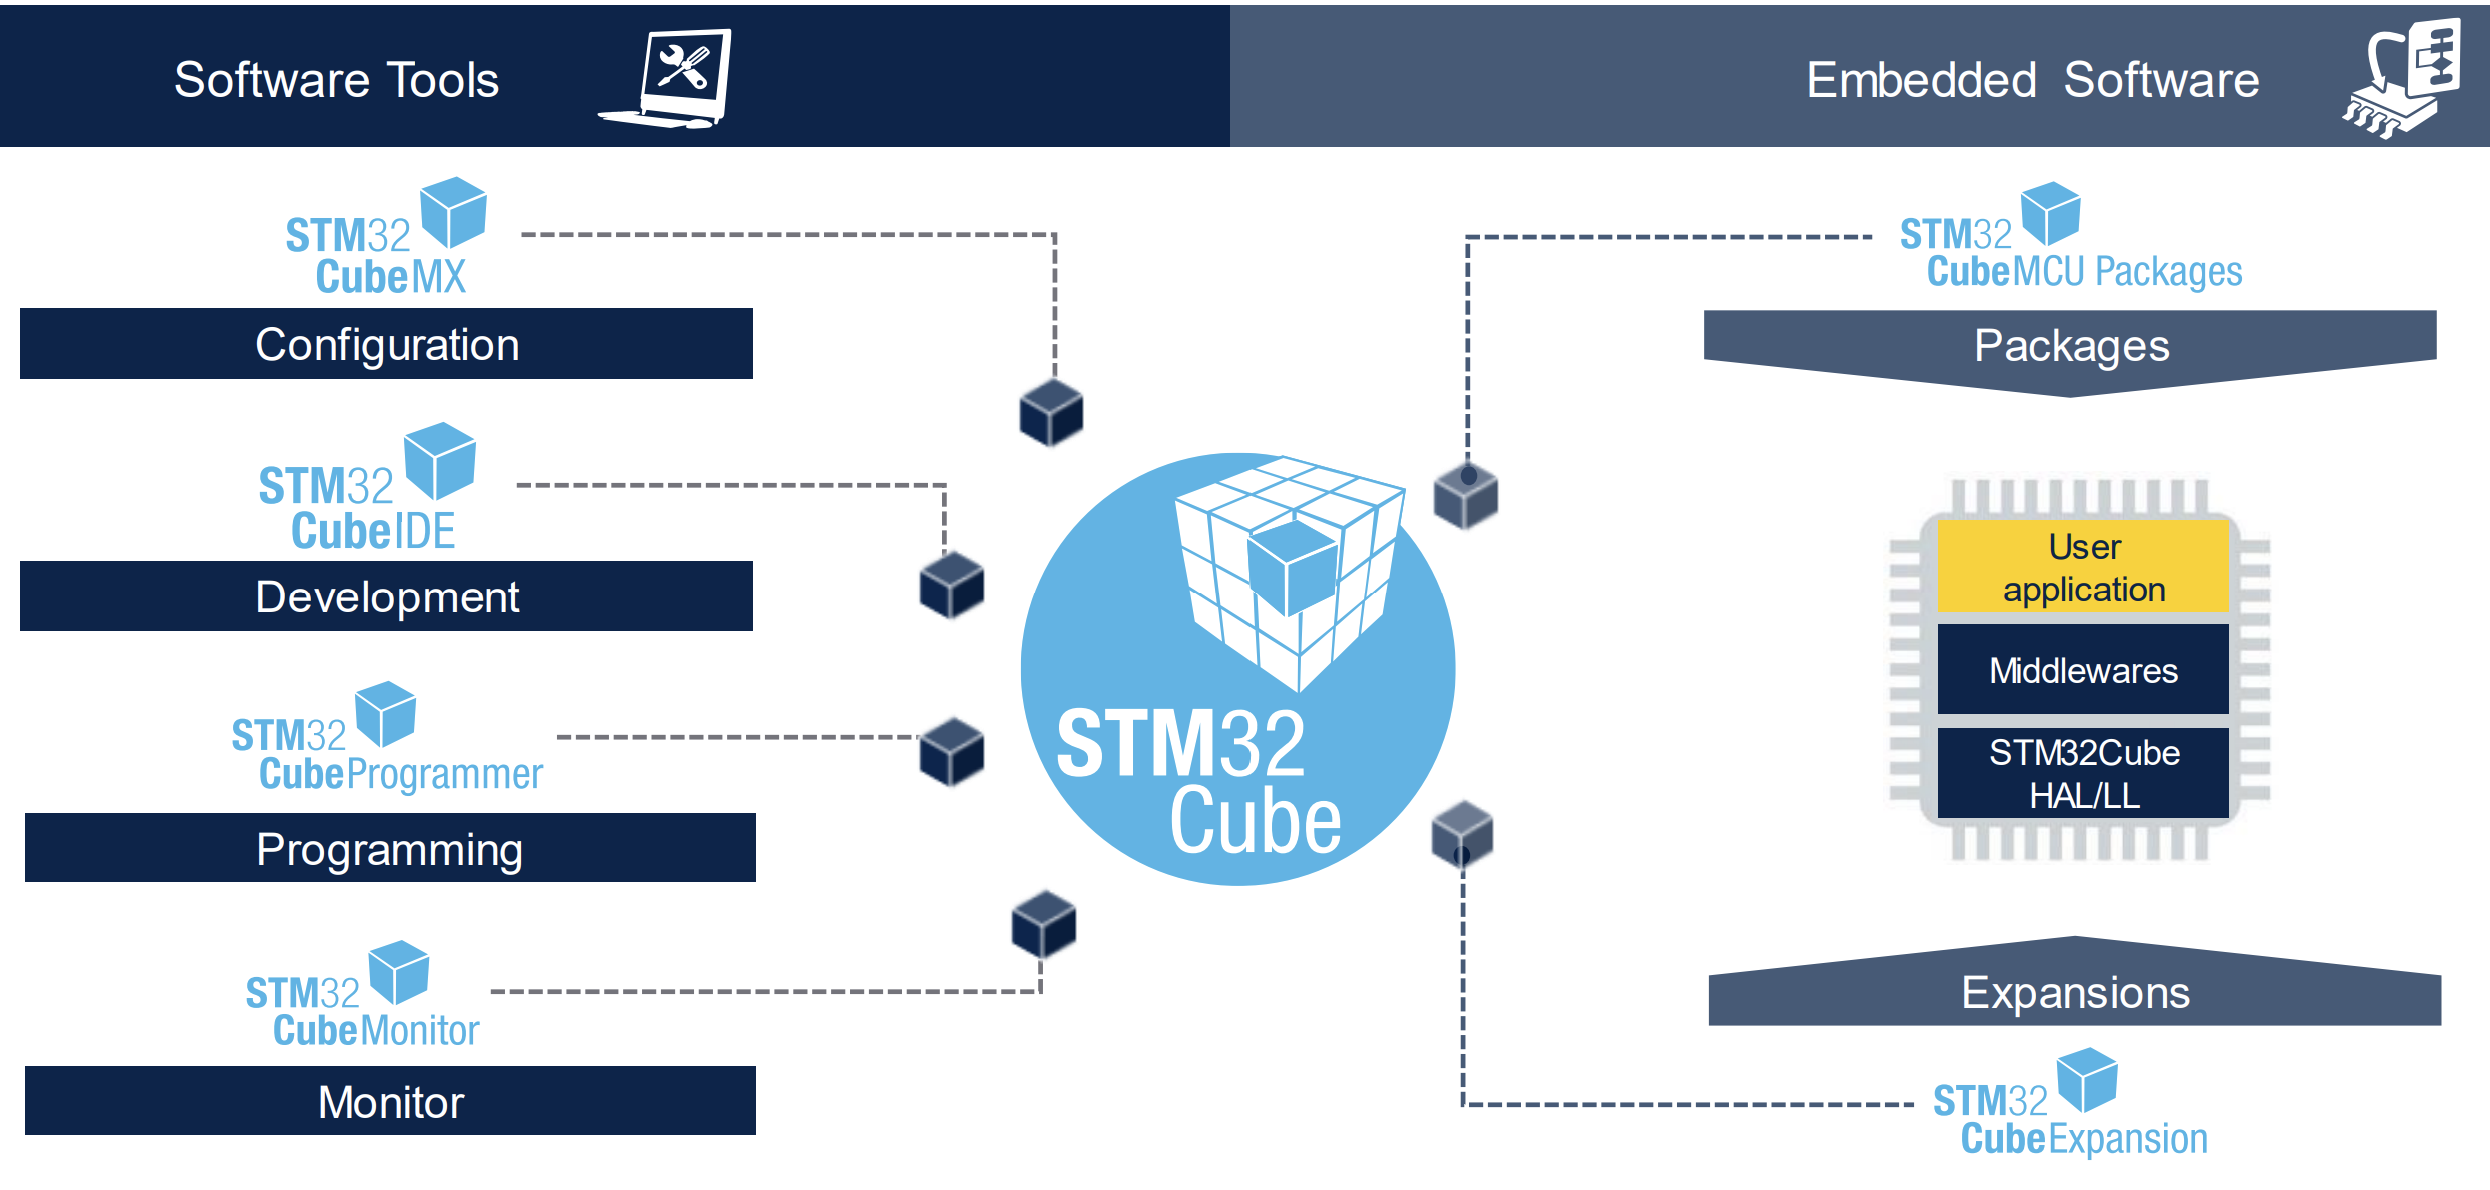 Software Tools
Embedded Software
STM32
CubeMX
Configuration
STM32
CubeIDE
Development
STM32
CubeProgrammer
Programming
STM32
CubeMonitor
Monitor
STM32
Cube
STM32
CubeMCU Packages
Packages
User
application
Middlewares
STM32Cube
HAL/LL
Expansions
STM32
CubeExpansion